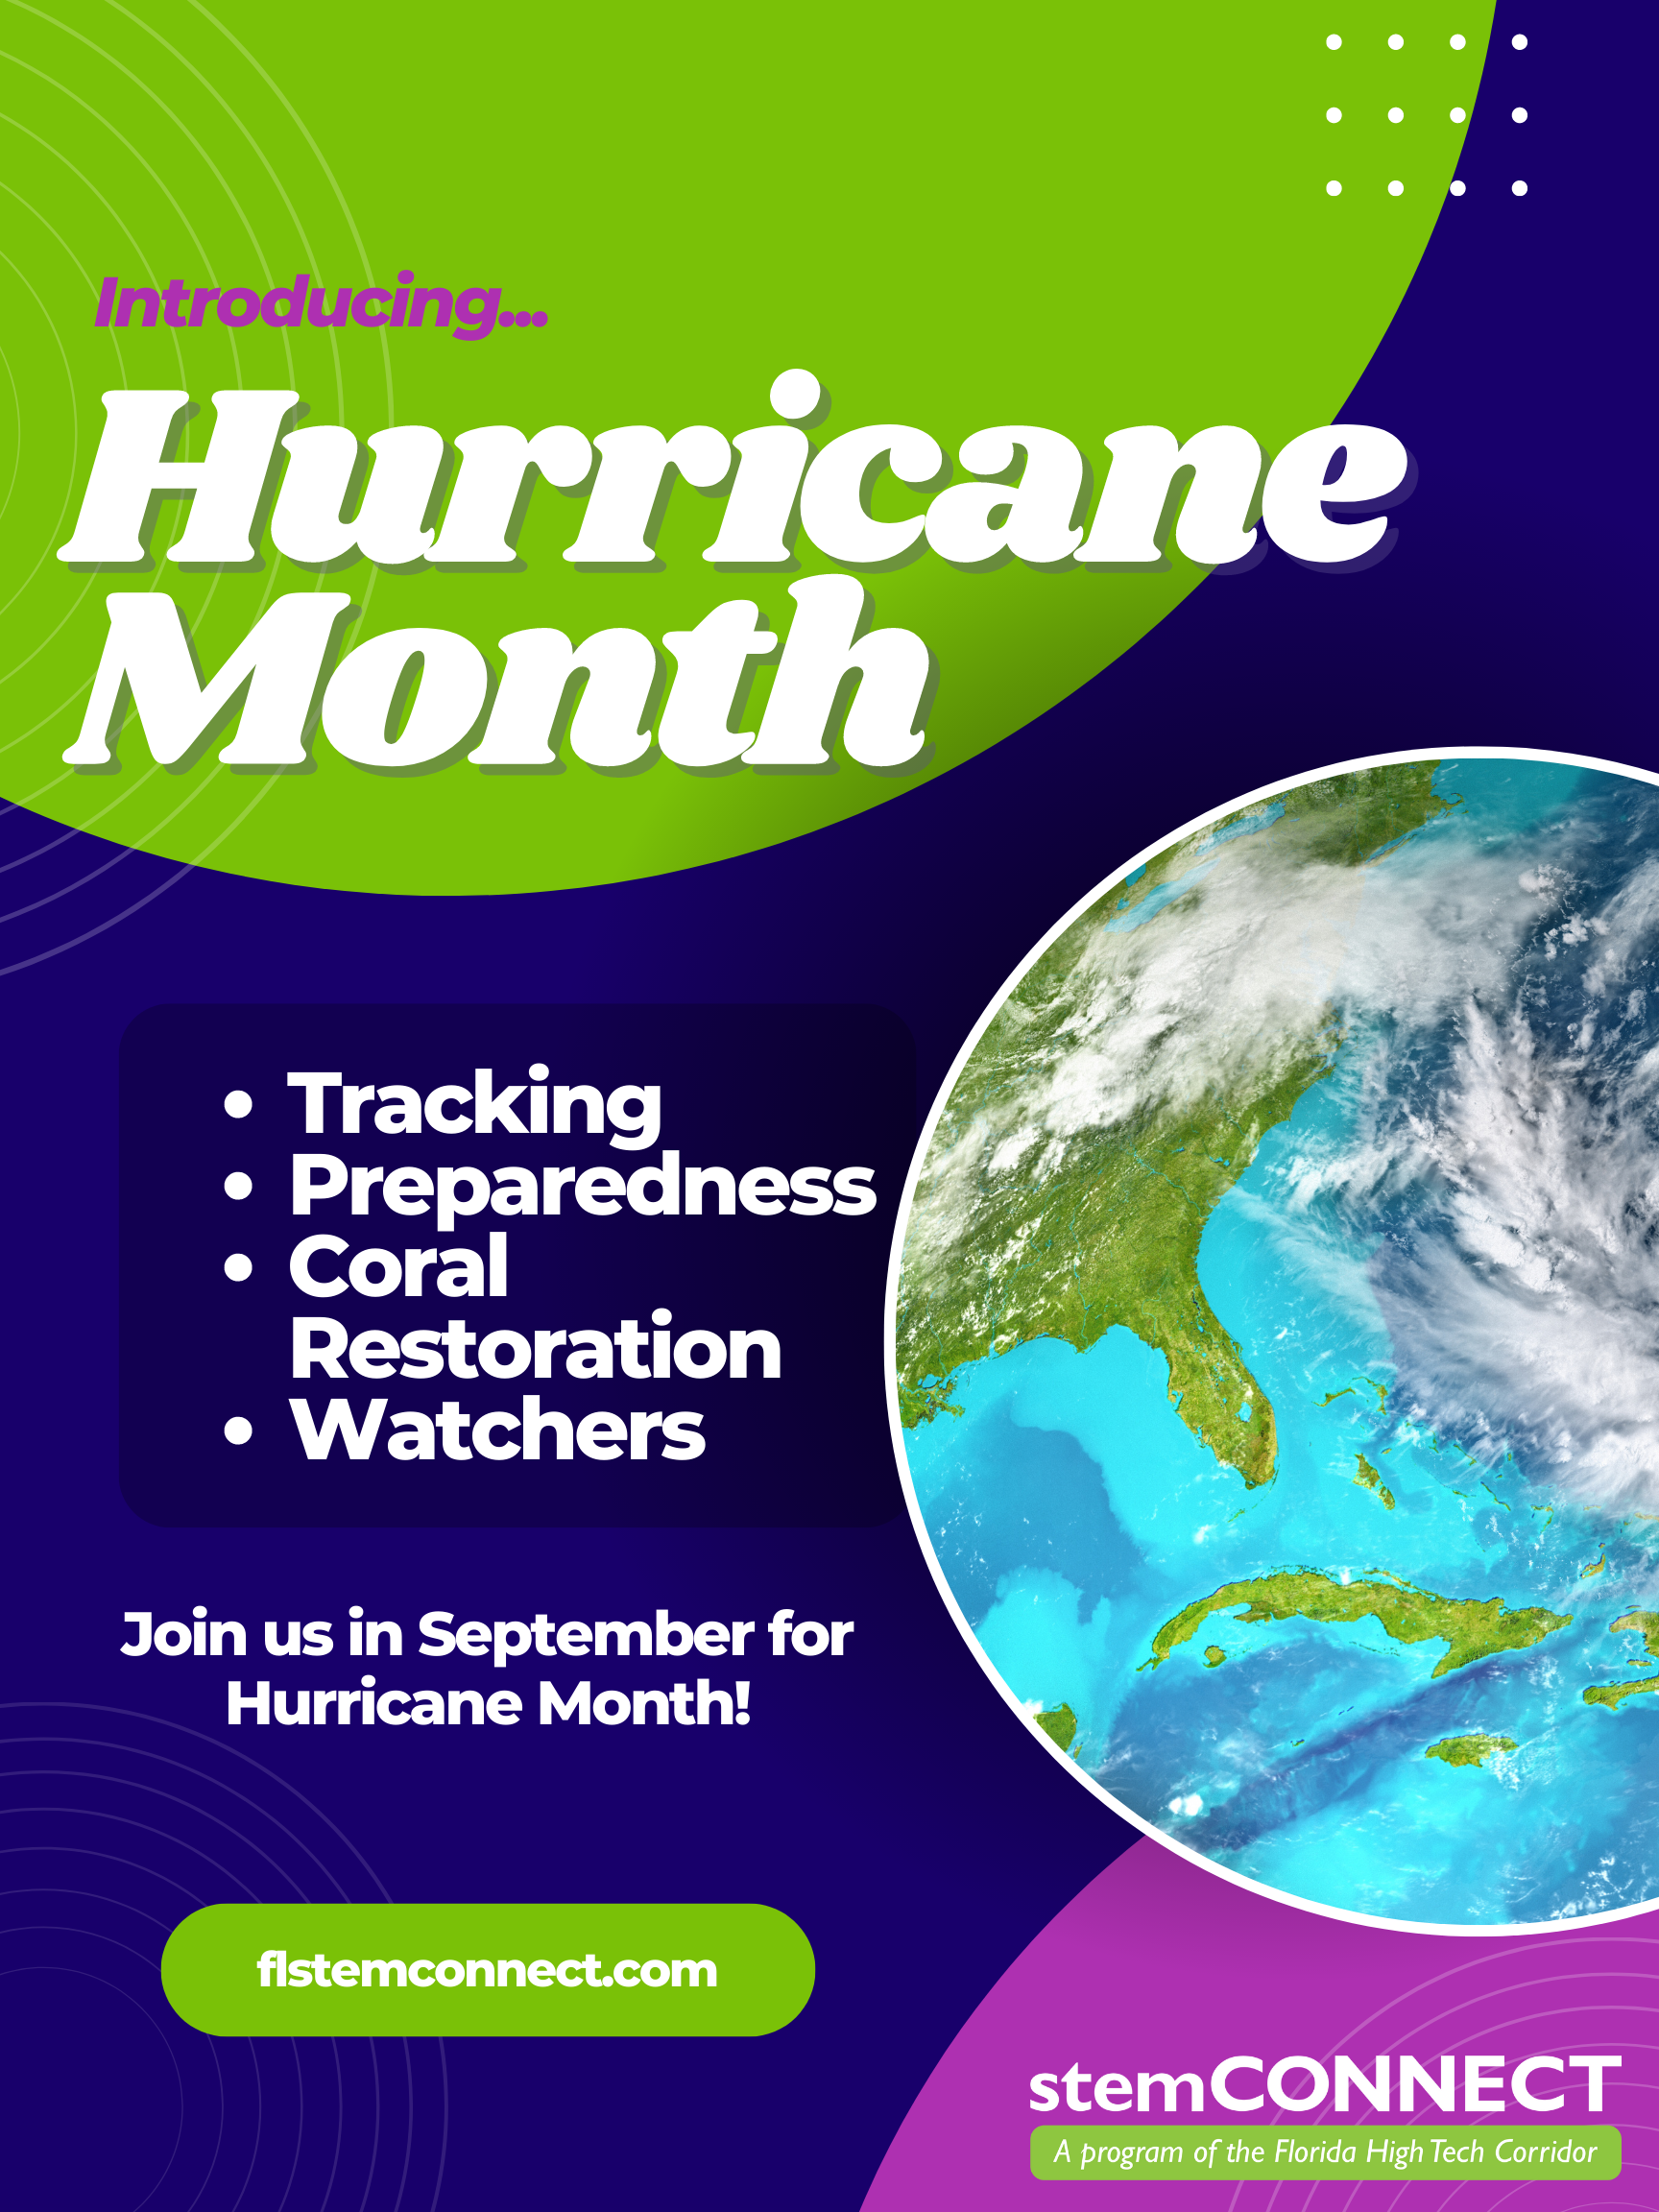 Introducing...
Hurricane
Month
• Tracking
• Preparedness
• Coral
Restoration
• Watchers
Join us in September for
Hurricane Month!
flstemconnect.com
stemCONNECT
A program of the Florida High Tech Corridor